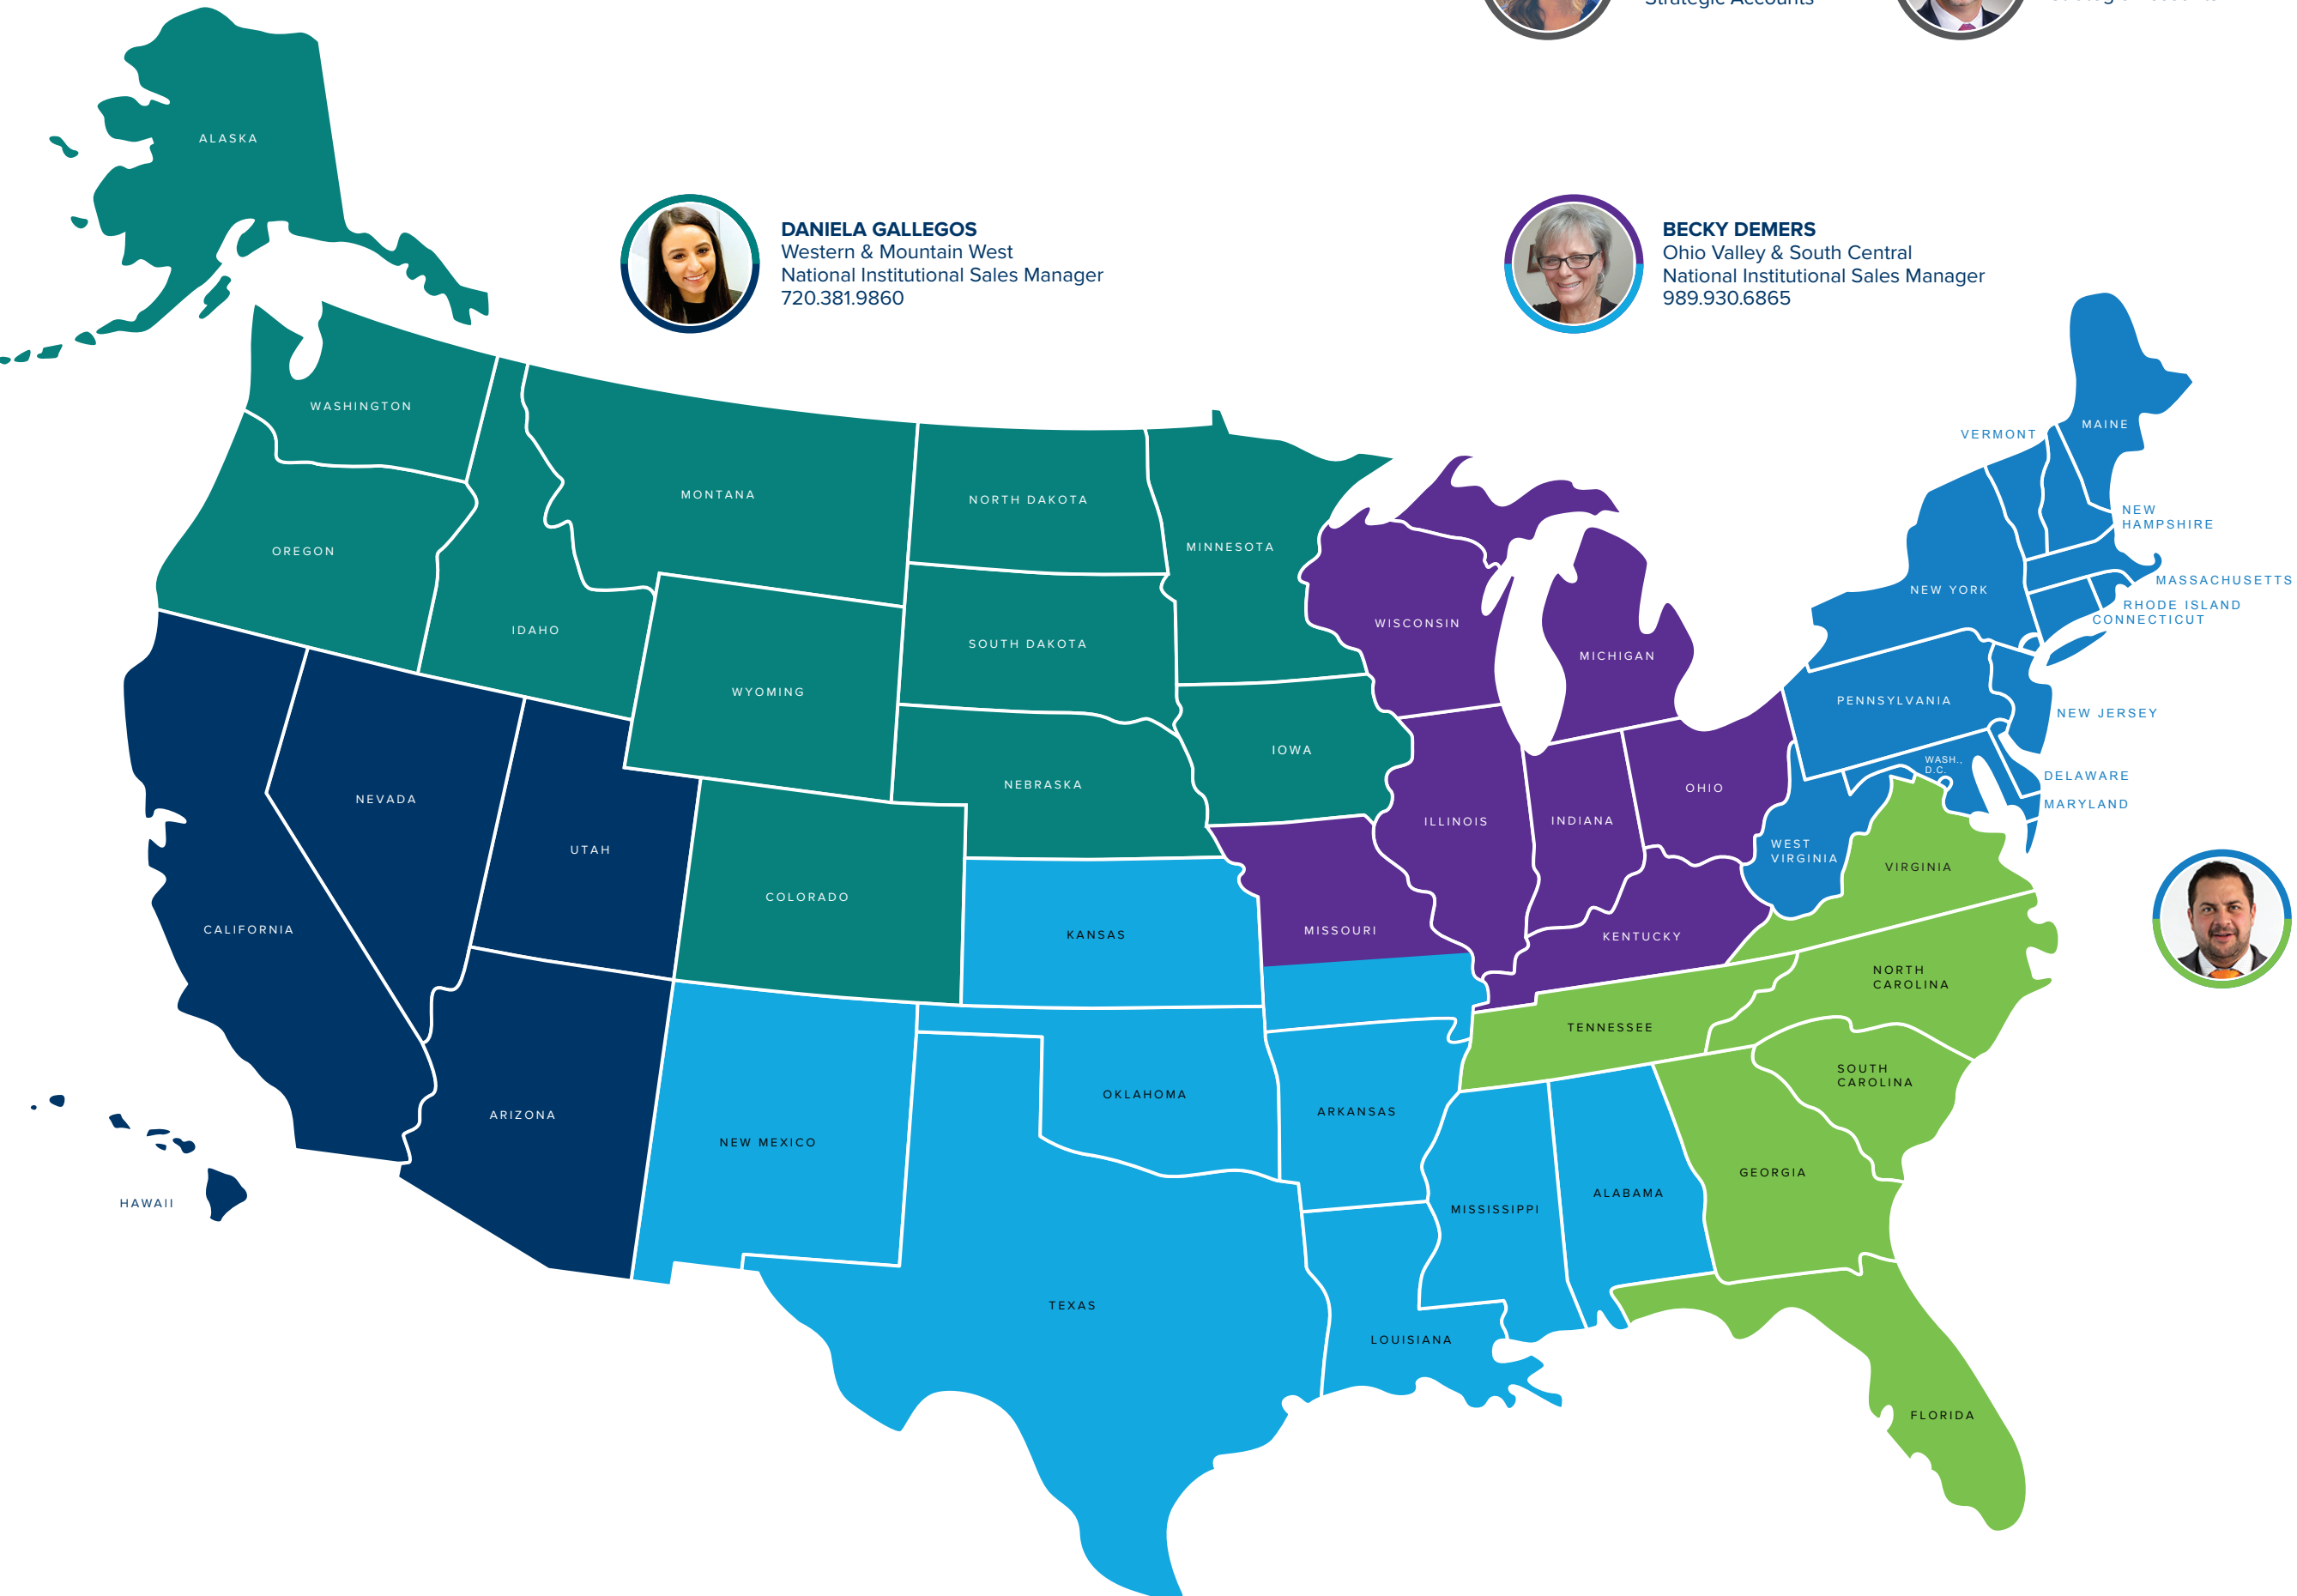 Strategic Accounts
ALASKA
DANIELA GALLEGOS
Western & Mountain West
National Institutional Sales Manager
720.381.9860
BECKY DEMERS
Ohio Valley & South Central
National Institutional Sales Manager
989.930.6865
WASHINGTON
MAINE
VERMONT
MONTANA
NORTH DAKOTA
NEW
HAMPSHIRE
MINNESOTA
OREGON
MASSACHUSETTS
NEW YORK
RHODE ISLAND
CONNECTICUT
WISCONSIN
IDAHO
SOUTH DAKOTA
MICHIGAN
WYOMING
PENNSYLVANIA
NEW JERSEY
IOWA
WASH.,
D.C.
DELAWARE
NEBRASKA
OHIO
NEVADA
MARYLAND
ILLINOIS
INDIANA
UTAH
WEST
VIRGINIA
VIRGINIA
COLORADO
CALIFORNIA
MISSOURI
KANSAS
KENTUCKY
NORTH
CAROLINA
TENNESSEE
SOUTH
CAROLINA
OKLAHOMA
ARKANSAS
ARIZONA
NEW MEXICO
GEORGIA
ALABAMA
HAWAII
MISSISSIPPI
TEXAS
LOUISIANA
FLORIDA